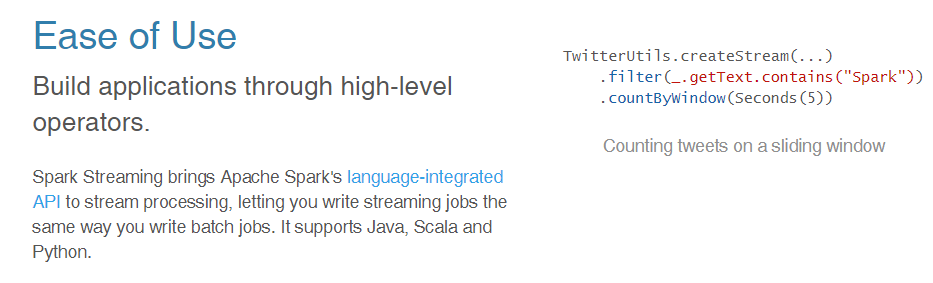 Ease of Use
Build applications through high-level
operators.
Spark Streaming brings Apache Spark's language-integrated
API to stream processing, letting you write streaming jobs the
same way you write batch jobs. It supports Java, Scala and
Python.
TwitterUtils.createStream(...)
    .filter(_.getText.contains("Spark"))
    .countByWindow(Seconds(5))
Counting tweets on a sliding window